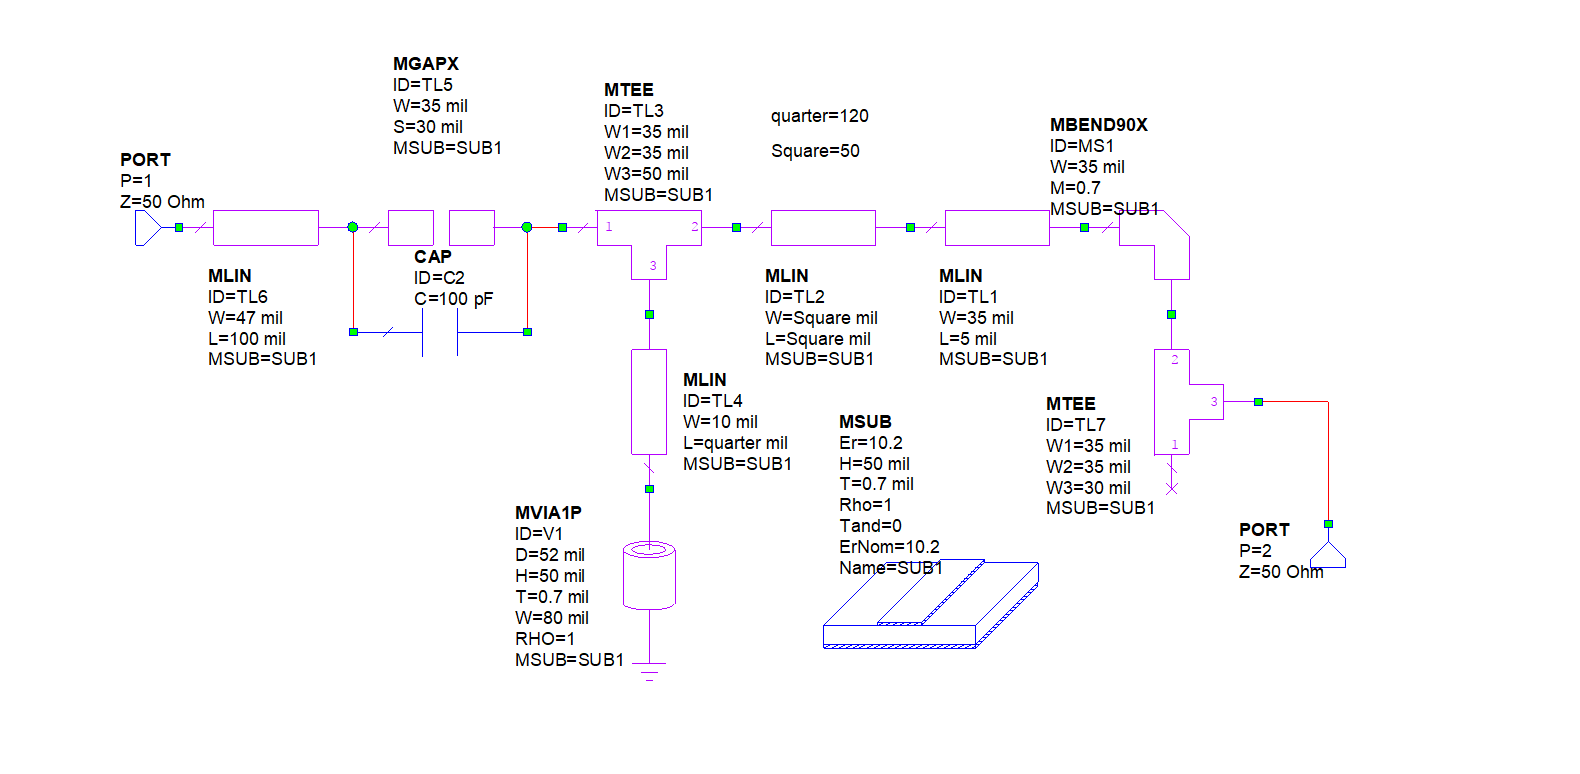 MGAPX
ID=TL5
W=35 mil
S=30 mil
MSUB=SUB1
MTEE
ID=TL3
W1=35 mil
W2=35 mil
W3=50 mil
MSUB=SUB1
quarter=120
Square=50
MBEND90X
ID=MS1
W=35 mil
M=0.7
MSUB=SUB1
PORT
P=1
Z=50 Ohm
1
2
3
MLIN
ID=TL6
W=47 mil
L=100 mil
MSUB=SUB1
CAP
ID=C2
C=100 pF
MLIN
ID=TL2
W=Square mil
L=Square mil
MSUB=SUB1
MLIN
ID=TL1
W=35 mil
L=5 mil
MSUB=SUB1
MLIN
ID=TL4
W=10 mil
L=quarter mil
MSUB=SUB1
MSUB
Er=10.2
H=50 mil
T=0.7 mil
Rho=1
Tand=0
ErNom=10.2
Name=SUB1
MTEE
ID=TL7
W1=35 mil
W2=35 mil
W3=30 mil
MSUB=SUB1
2
3
1
MVIA1P
ID=V1
D=52 mil
H=50 mil
T=0.7 mil
W=80 mil
RHO=1
MSUB=SUB1
PORT
P=2
Z=50 Ohm